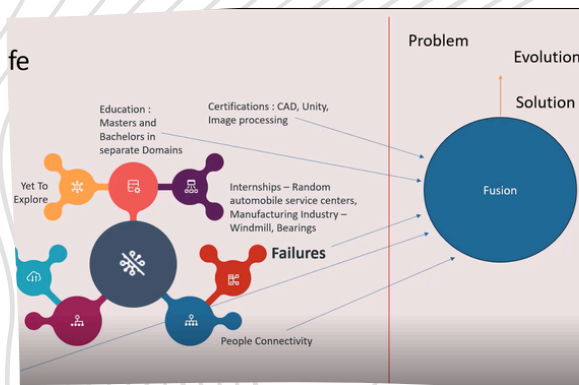 fe
Problem
Evolution
Solution
Education :
Masters and
Bachelors in
separate Domains
Certifications : CAD, Unity,
Image processing
Yet To
Explore
Internships – Random
automobile service centers,
Manufacturing Industry –
Windmill, Bearings
Fusion
Failures
People Connectivity